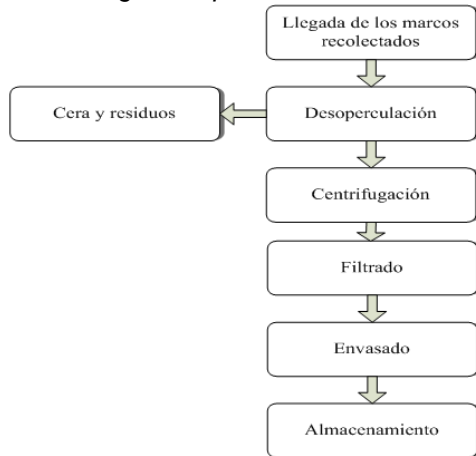 Llegada de los marcos
recolectados
Cera y residuos
Desoperculación
Centrifugación
Filtrado
Envasado
Almacenamiento